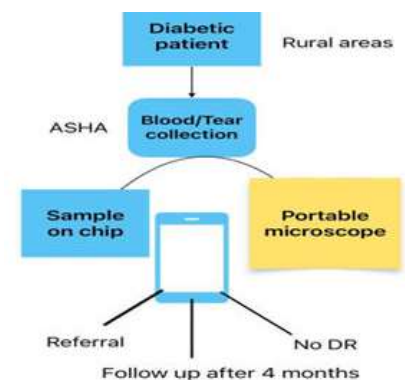 Diabetic
patient
Rural areas
ASHA
Blood/Tear
collection
Sample
on chip
Portable
microscope
Referral
No DR
Follow up after 4 months